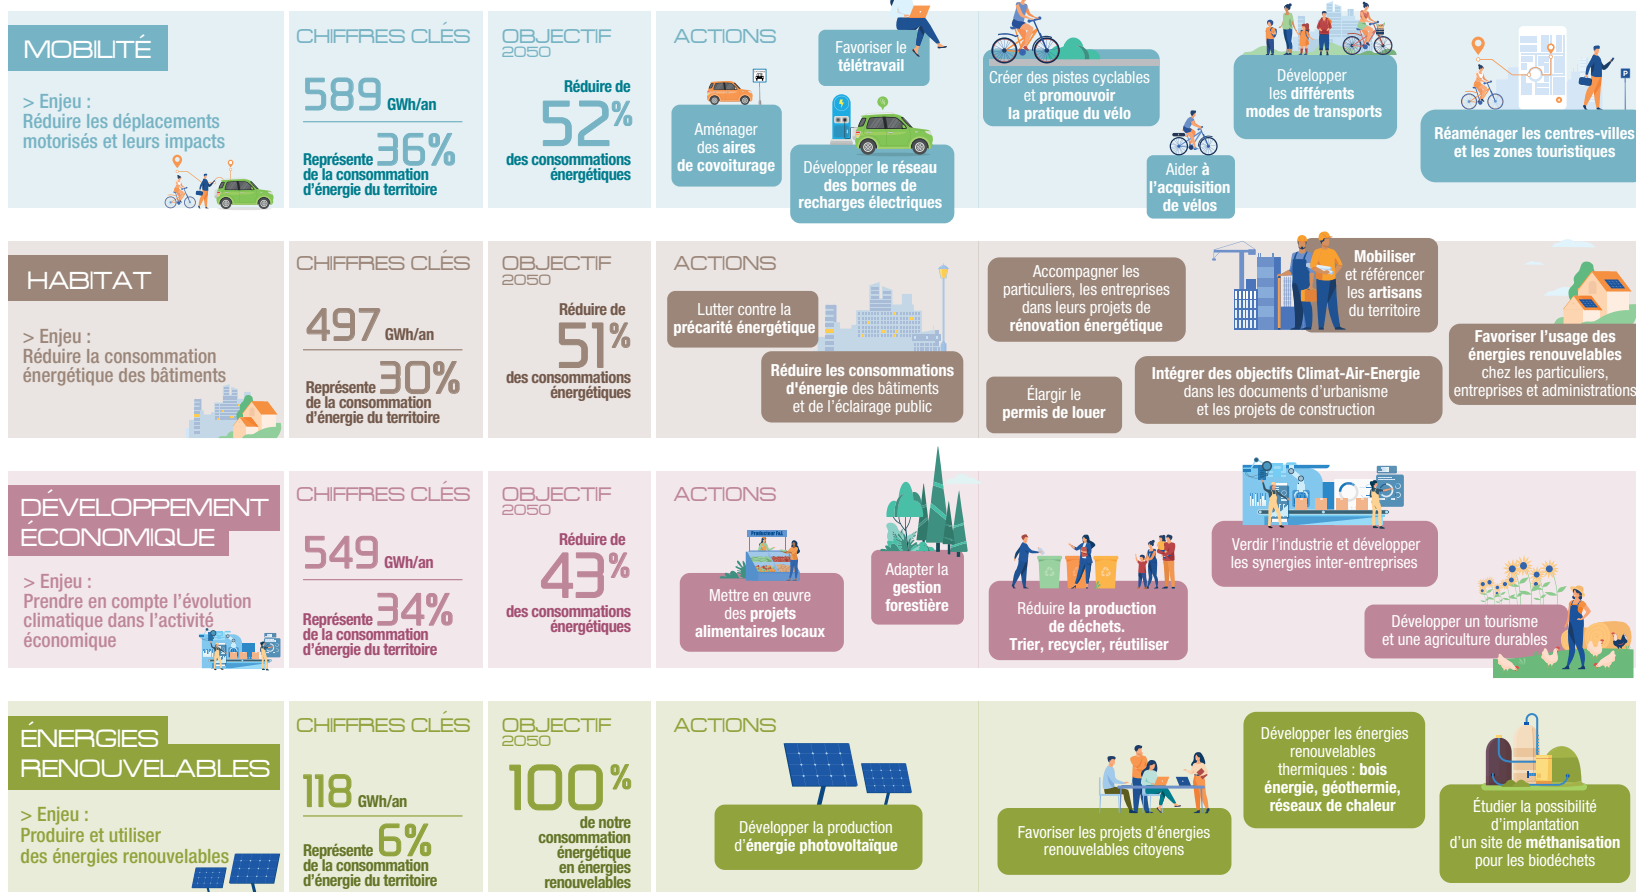 MOBILITÉ
> Enjeu :
Réduire les déplacements
motorisés et leurs impacts
CHIFFRES CLÉS
589 GWh/an
Représente 36%
de la consommation
d'énergie du territoire
OBJECTIF
2050
Réduire de
52%
des consommations
énergétiques
ACTIONS
Aménager
des aires
de covoiturage
Favoriser le
télétravail
Développer le réseau
des bornes de
recharges électriques
Créer des pistes cyclables
et promouvoir
la pratique du vélo
Aider à
l'acquisition
de vélos
Développer
les différents
modes de transports
P
Réaménager les centres-villes
et les zones touristiques
HABITAT
> Enjeu :
Réduire la consommation
énergétique des bâtiments
CHIFFRES CLÉS
497 GWh/an
Représente 30%
de la consommation
d'énergie du territoire
OBJECTIF
2050
Réduire de
51%
des consommations
énergétiques
ACTIONS
Lutter contre la
précarité énergétique
Réduire les consommations
d'énergie des bâtiments
et de l'éclairage public
Accompagner les
particuliers, les entreprises
dans leurs projets de
rénovation énergétique
Élargir le
permis de louer
Mobiliser
et référencer
les artisans
du territoire
Intégrer des objectifs Climat-Air-Energie
dans les documents d'urbanisme
et les projets de construction
Favoriser l'usage des
énergies renouvelables
chez les particuliers,
entreprises et administrations
DÉVELOPPEMENT
ÉCONOMIQUE
> Enjeu :
Prendre en compte l'évolution
climatique dans l'activité
économique
CHIFFRES CLÉS
549 GWh/an
Représente 34%
de la consommation
d'énergie du territoire
OBJECTIF
2050
Réduire de
43%
des consommations
énergétiques
ACTIONS
Mettre en œuvre
des projets
alimentaires locaux
Adapter la
gestion
forestière
Réduire la production
de déchets.
Trier, recycler, réutiliser
Verdir l'industrie et développer
les synergies inter-entreprises
Développer un tourisme
et une agriculture durables
ÉNERGIES
RENOUVELABLES
> Enjeu :
Produire et utiliser
des énergies renouvelables
CHIFFRES CLÉS
118 GWh/an
Représente 6%
de la consommation
d'énergie du territoire
OBJECTIF
2050
100%
de notre
consommation
énergétique
en énergies
renouvelables
ACTIONS
Développer la production
d'énergie photovoltaïque
Favoriser les projets d'énergies
renouvelables citoyens
Développer les énergies
renouvelables
thermiques : bois
énergie, géothermie,
réseaux de chaleur
Étudier la possibilité
d'implantation
d'un site de méthanisation
pour les biodéchets